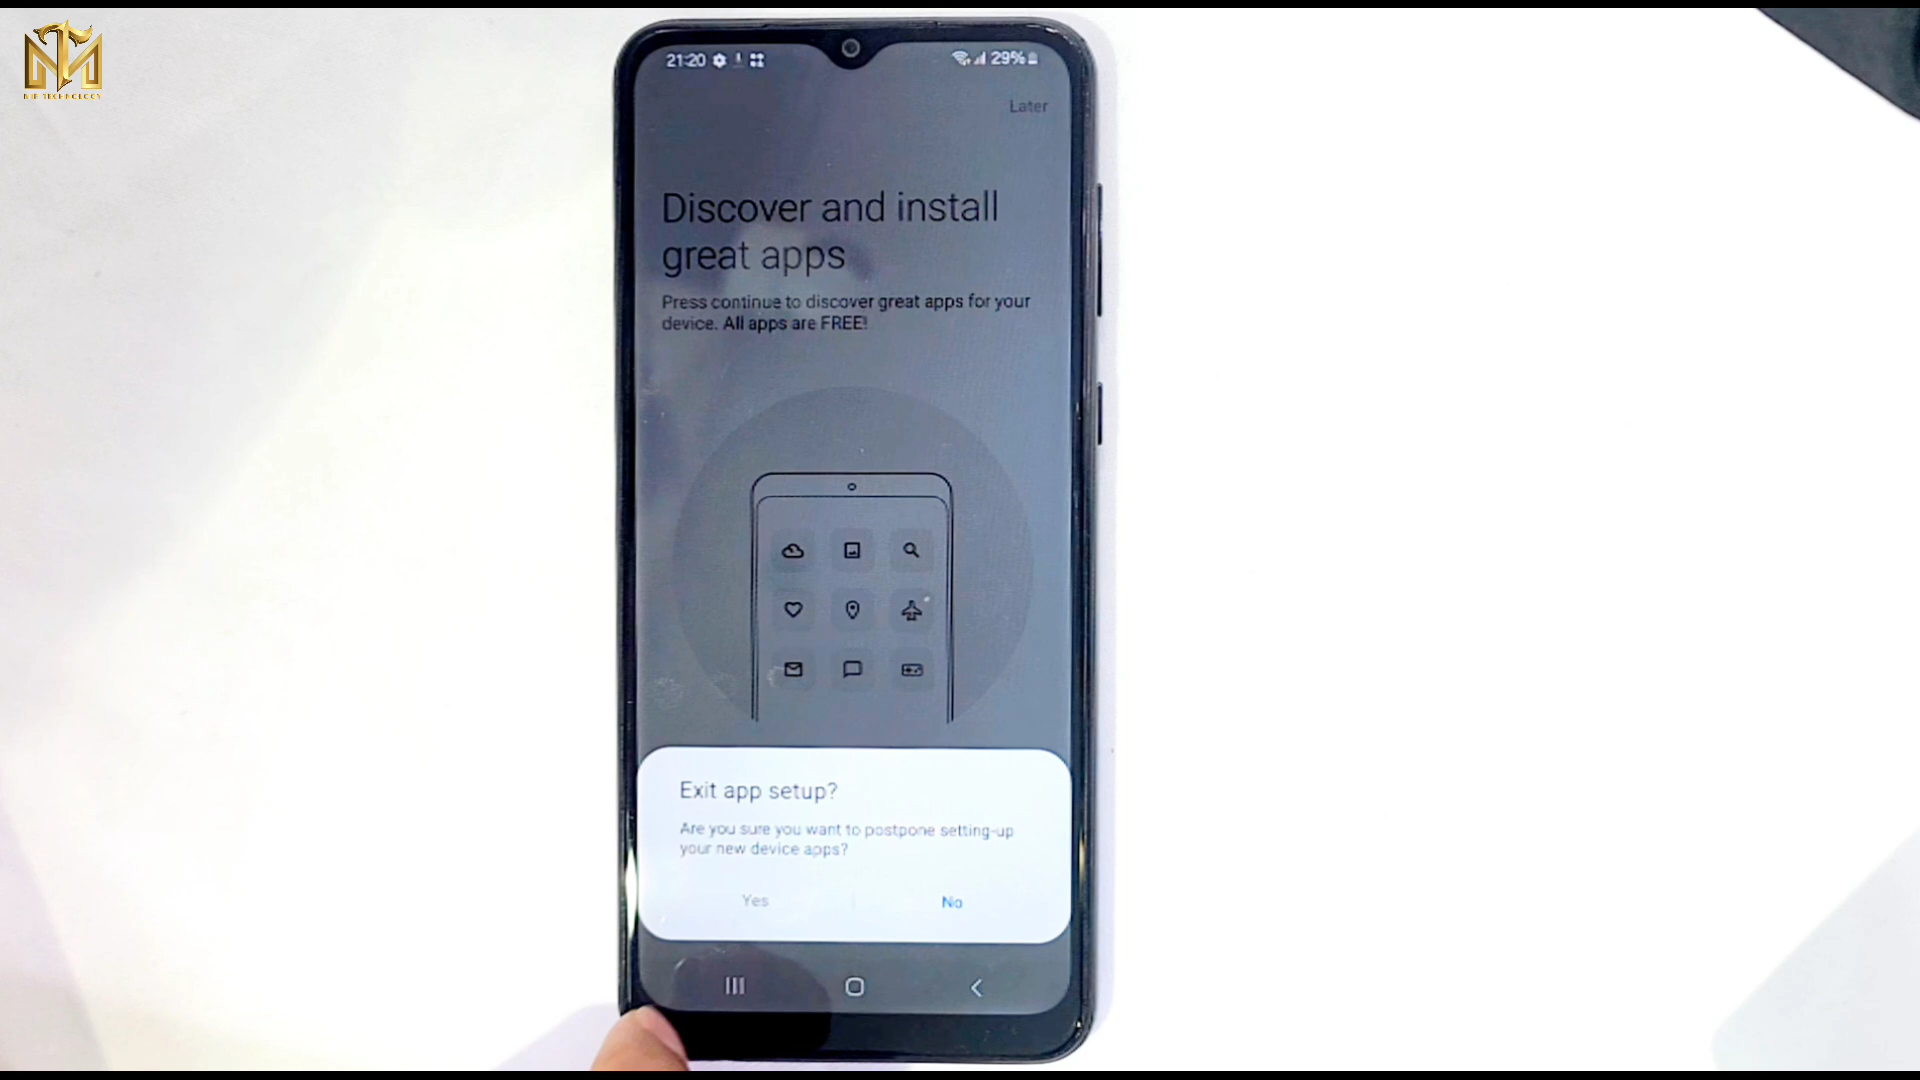 21:20
29%
Later
Discover and install
great apps
Press continue to discover great apps for your
device. All apps are FREE!
Exit app setup?
Are you sure you want to postpone setting-up
your new device apps?
Yes
No